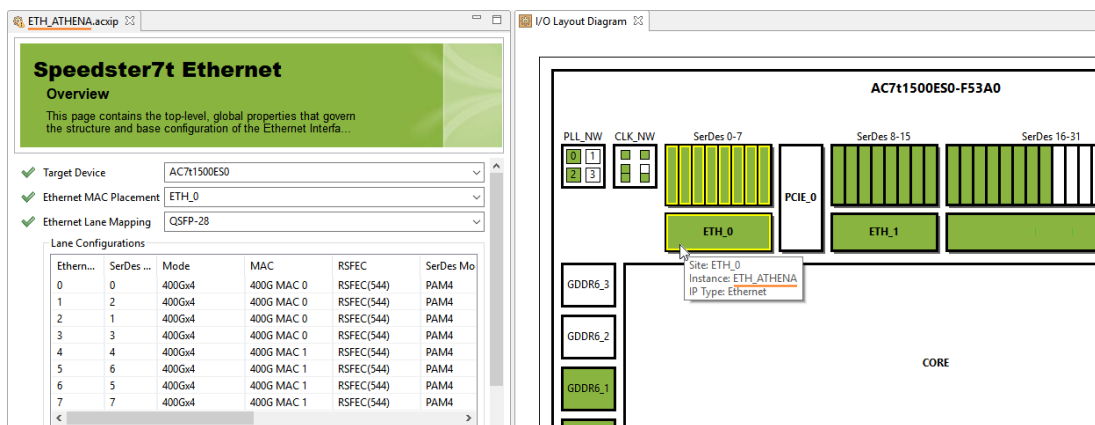 ETH_ATHENA.acxip
Speedster7t Ethernet
Overview
This page contains the top-level, global properties that govern
the structure and base configuration of the Ethernet Interfa...
Target Device AC7t1500ES0
Ethernet MAC Placement ETH_0
Ethernet Lane Mapping QSFP-28
Lane Configurations
Ethern... SerDes ... Mode MAC RSFEC SerDes Mo
0 0 400Gx4 400G MAC 0 RSFEC(544) PAM4
1 2 400Gx4 400G MAC 0 RSFEC(544) PAM4
2 1 400Gx4 400G MAC 0 RSFEC(544) PAM4
3 3 400Gx4 400G MAC 0 RSFEC(544) PAM4
4 4 400Gx4 400G MAC 1 RSFEC(544) PAM4
5 6 400Gx4 400G MAC 1 RSFEC(544) PAM4
6 5 400Gx4 400G MAC 1 RSFEC(544) PAM4
7 7 400Gx4 400G MAC 1 RSFEC(544) PAM4
I/O Layout Diagram
AC7t1500ES0-F53A0
PLL_NW CLK_NW SerDes 0-7 SerDes 8-15 SerDes 16-31
0 1
2 3
PCIE_0
ETH_0 ETH_1
Site: ETH_0
Instance: ETH_ATHENA
IP Type: Ethernet
GDDR6_3
GDDR6_2
CORE
GDDR6_1